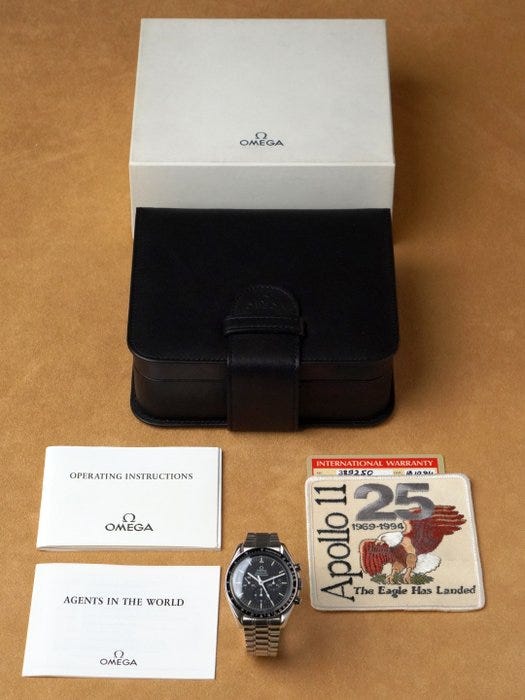 Ω
OMEGA
OMEGA
OPERATING INSTRUCTIONS
Ω
OMEGA
AGENTS IN THE WORLD
Ω
OMEGA
INTERNATIONAL WARRANTY
Apollo 11
25
1969-1994
The Eagle Has Landed